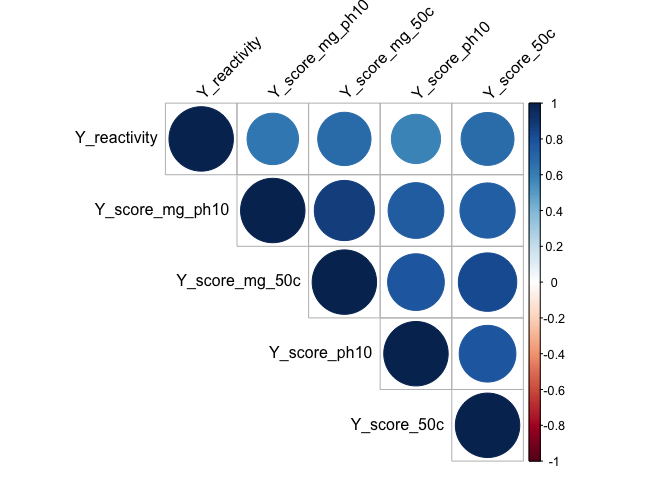 Y_reactivity
Y_score_mg_ph10
Y_score_mg_50c
Y_score_ph10
Y_score_50c
Y_reactivity
Y_score_mg_ph10
Y_score_mg_50c
Y_score_ph10
Y_score_50c
1
0.8
0.6
0.4
0.2
0
-0.2
-0.4
-0.6
-0.8
-1